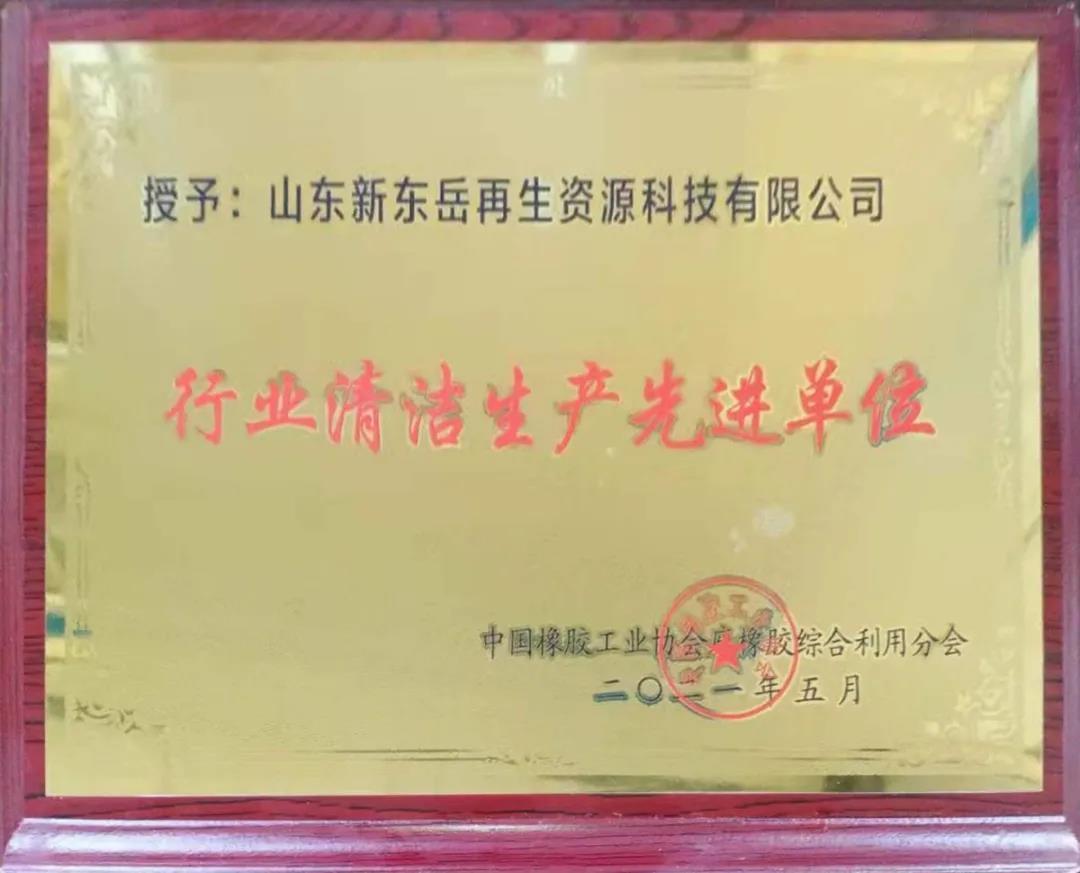 授予：山东新东岳再生资源科技有限公司
行业清洁生产先进单位
中国橡胶工业协会废橡胶综合利用分会
二〇二一年五月